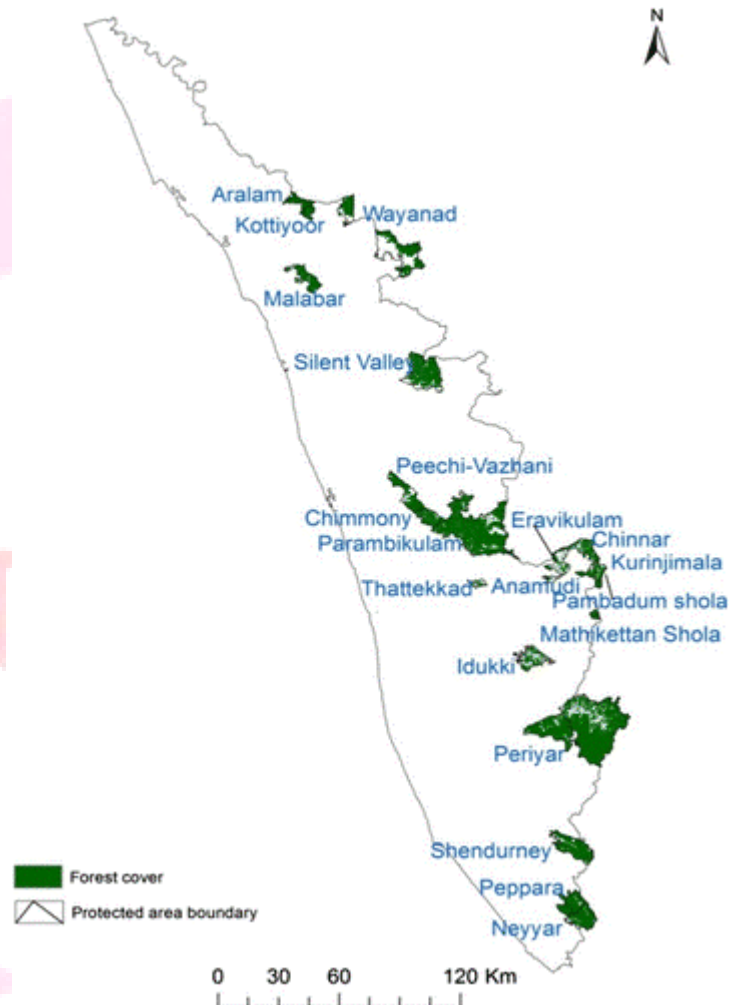 N
Aralam
Wayanad
Kottiyoor
Malabar
Silent Valley
Peechi-Vazhani
Chimmony
Eravikulam
Parambikulam
Chinnar
Kurinjimala
Thattekkad
Anamudi
Pambadum shola
Mathikettan Shola
Idukki
Periyar
Shendurney
Forest cover
Peppara
Protected area boundary
Neyyar
0 30 60 120 Km